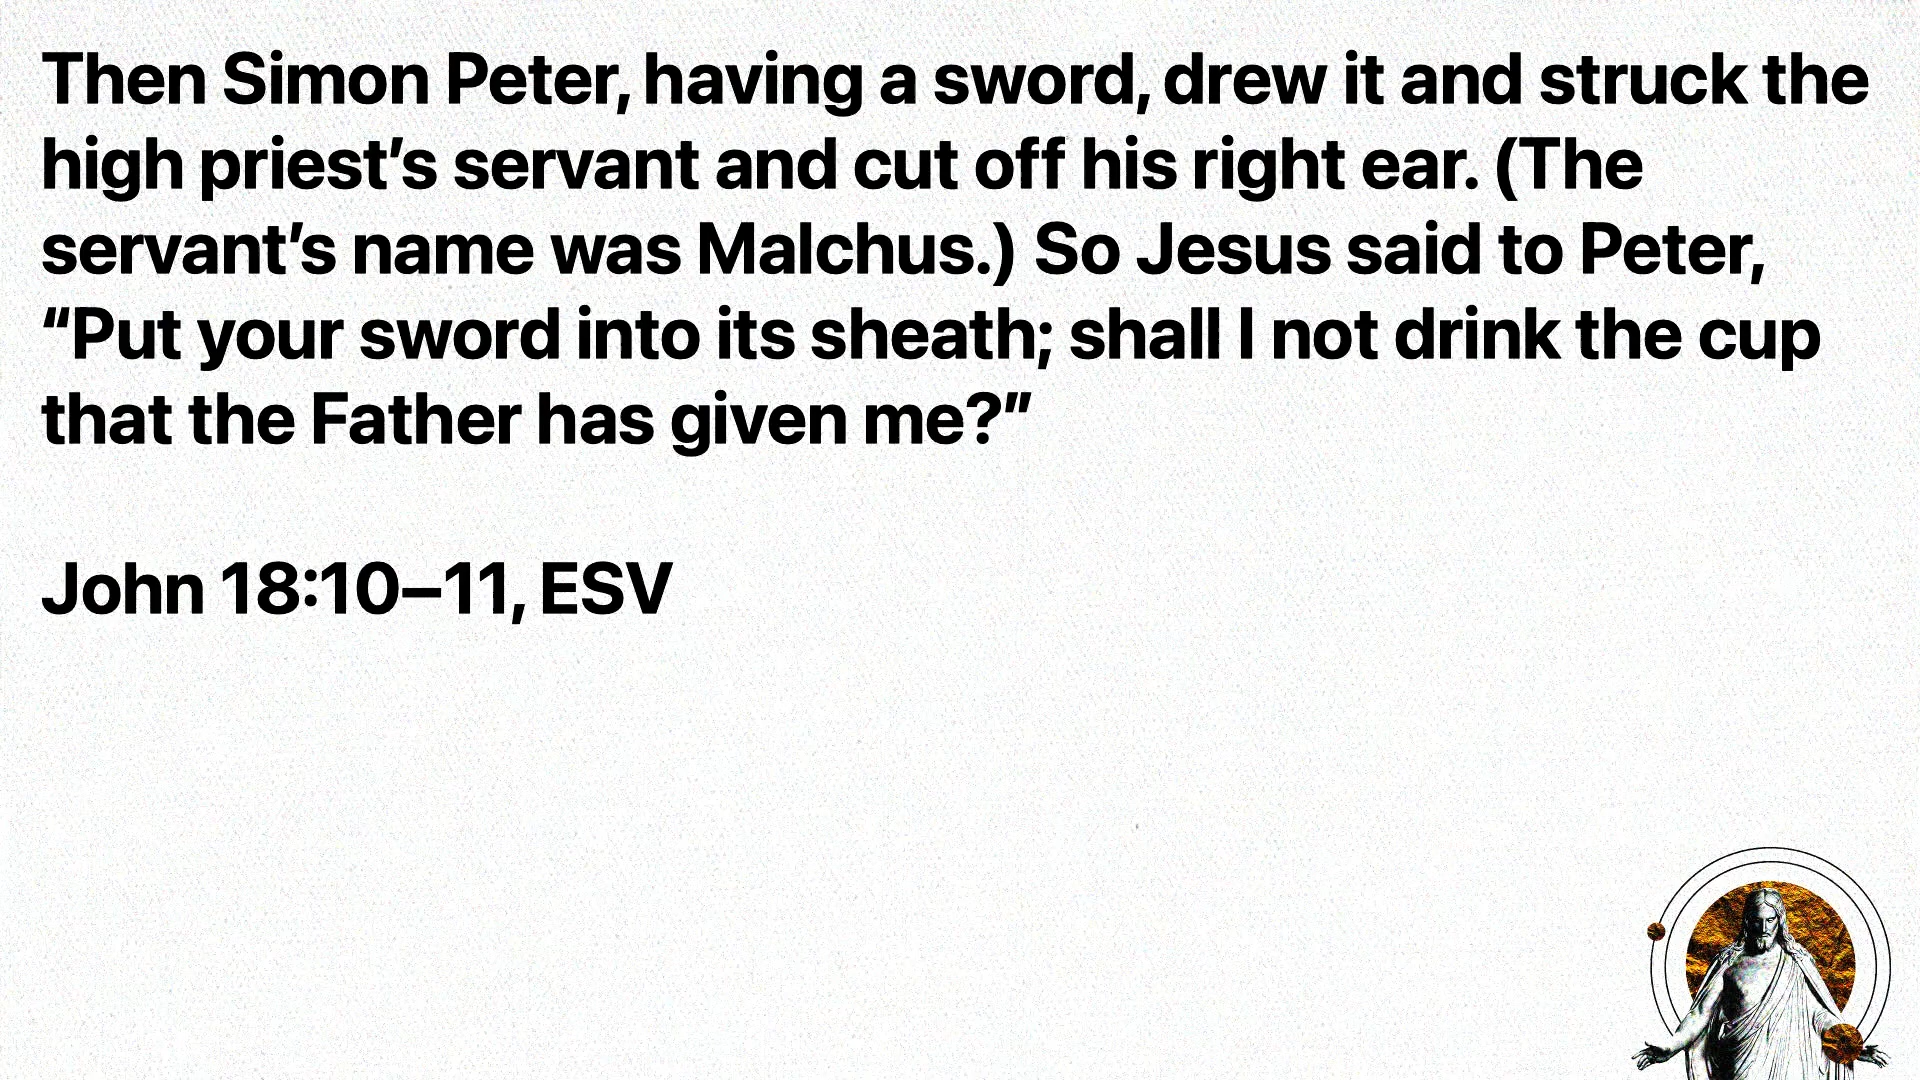 Then Simon Peter, having a sword, drew it and struck the
high priest’s servant and cut off his right ear. (The
servant’s name was Malchus.) So Jesus said to Peter,
“Put your sword into its sheath; shall I not drink the cup
that the Father has given me?”
John 18:10–11, ESV